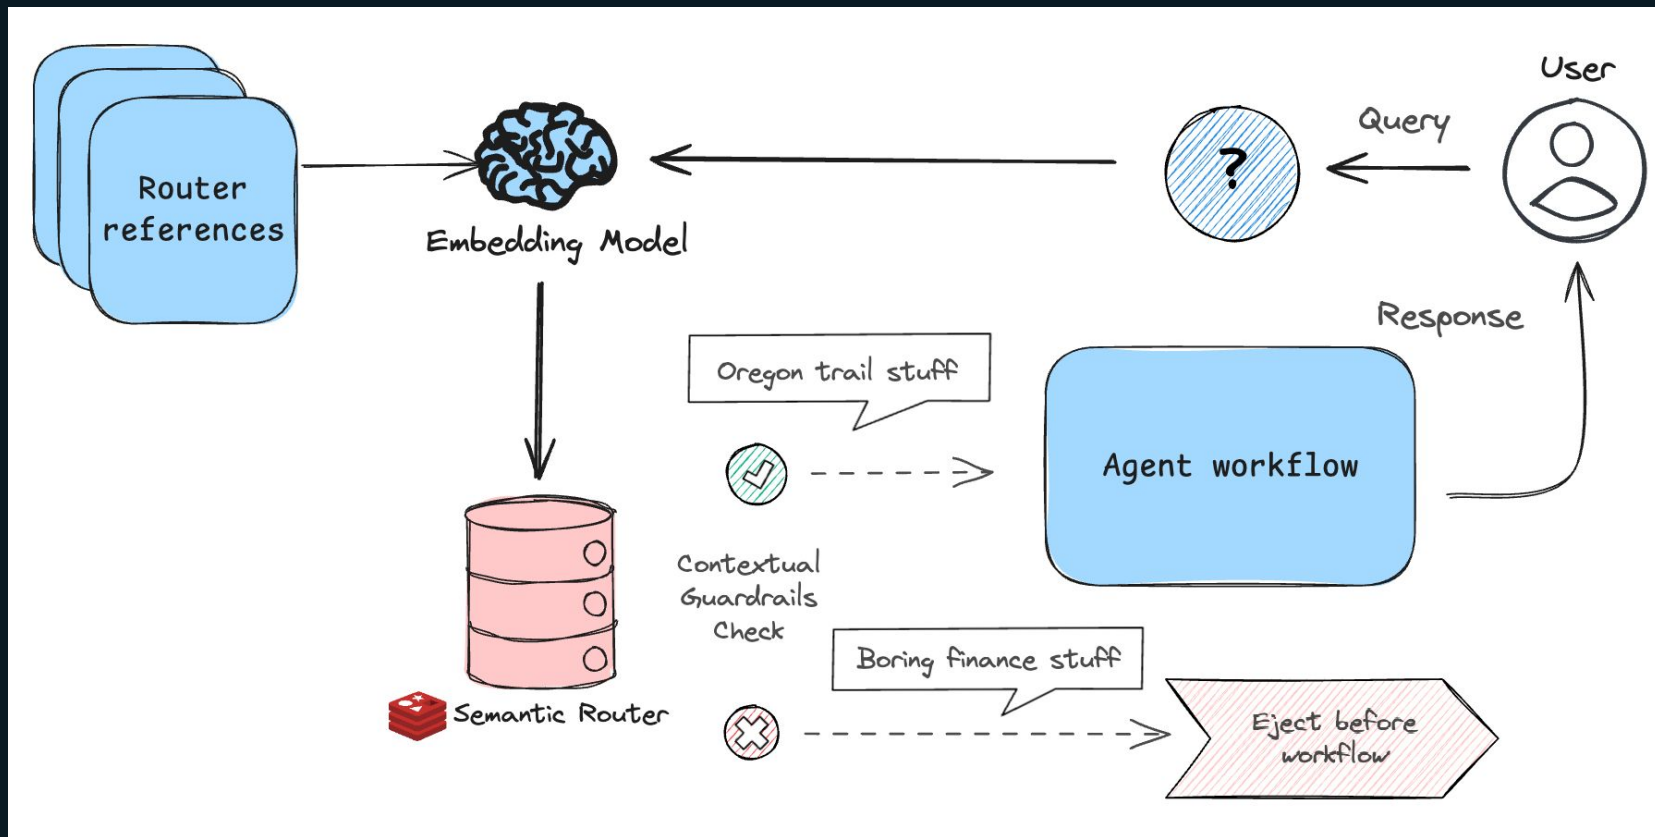 User
Query
?
Router
references
Embedding Model
Response
Oregon trail stuff
Agent workflow
Contextual
Guardrails
Check
Boring finance stuff
Semantic Router
Eject before
workflow